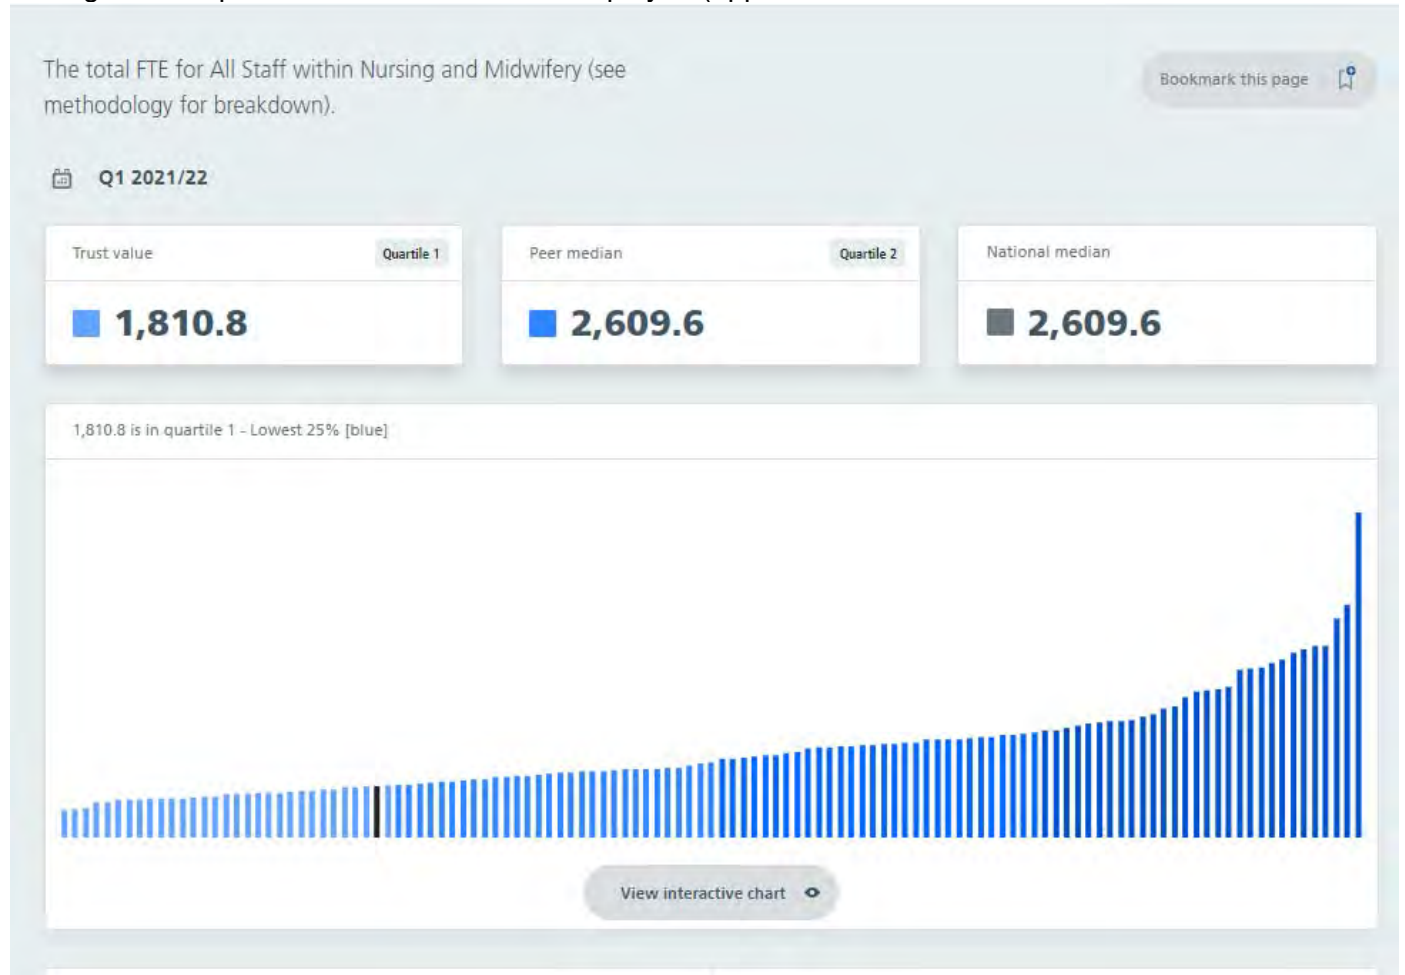 The total FTE for All Staff within Nursing and Midwifery (see
methodology for breakdown).
Bookmark this page
Q1 2021/22
Trust value
Quartile 1
1,810.8
Peer median
Quartile 2
2,609.6
National median
2,609.6
1,810.8 is in quartile 1 - Lowest 25% [blue]
View interactive chart